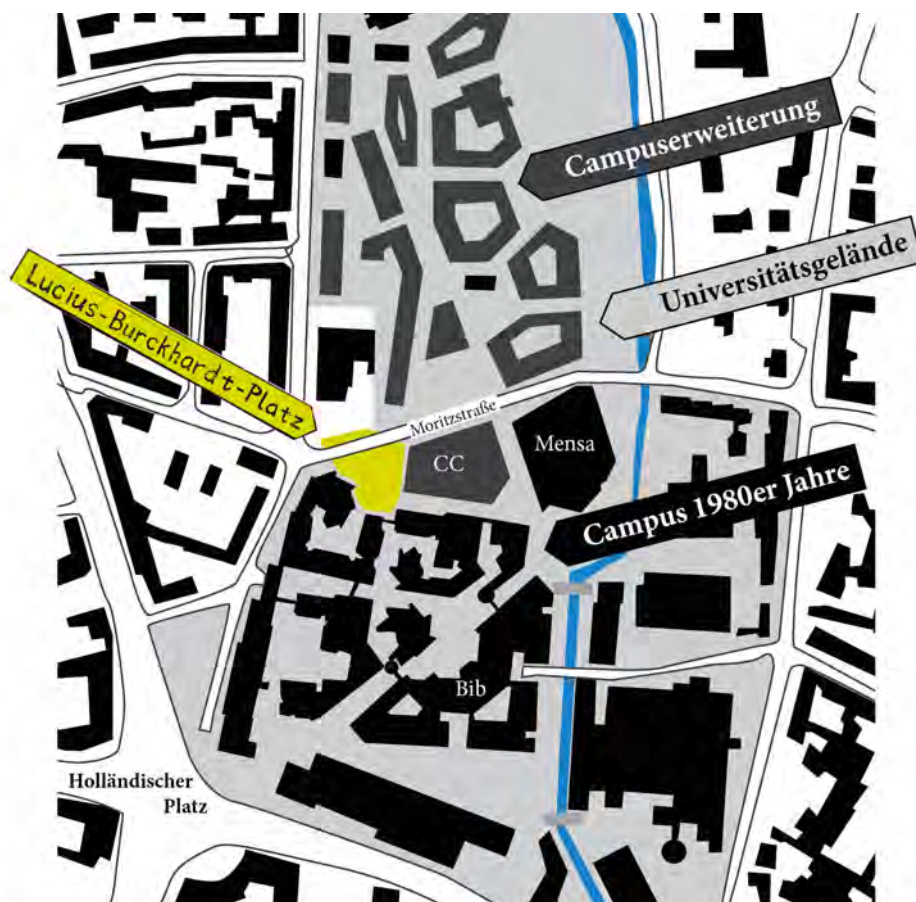 Campuserweiterung
Universitätsgelände
Lucius-Burckhardt-Platz
Moritzstraße
CC
Mensa
Campus 1980er Jahre
Bib
Holländischer
Platz